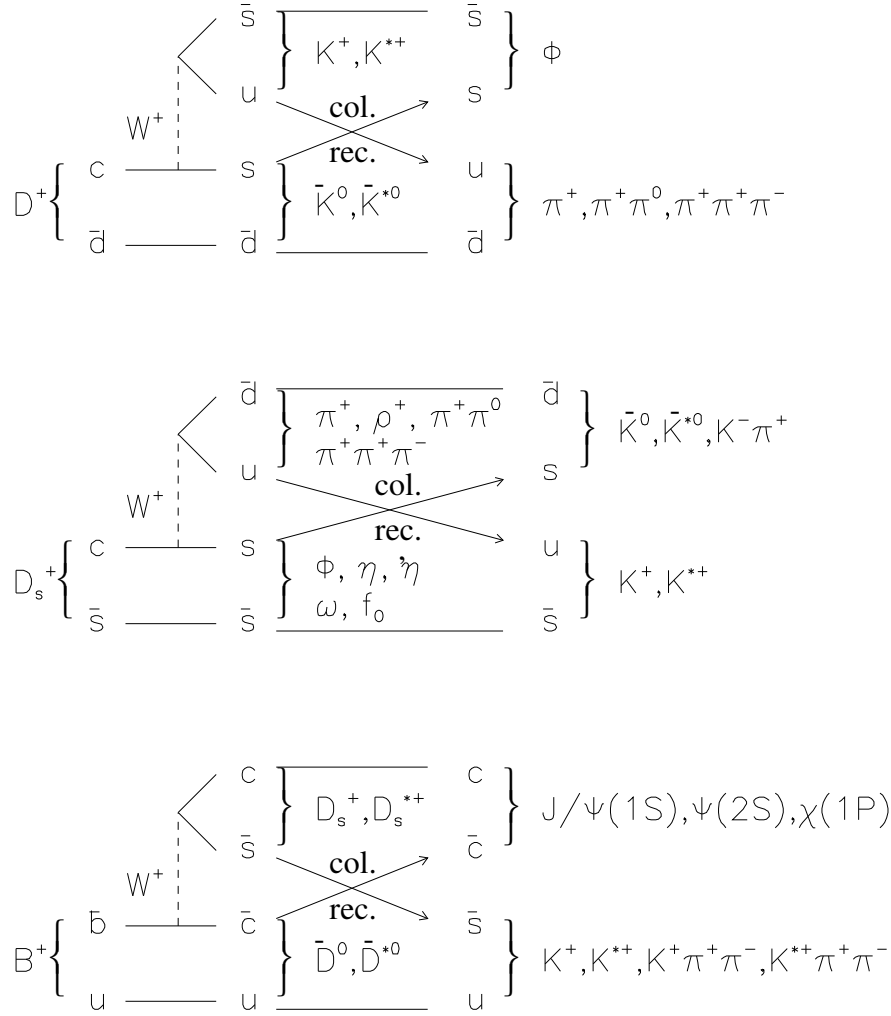 s̄ s̄
K⁺,K*⁺ φ
u s
col.
W⁺
rec.
c s u
D⁺ K̄⁰,K̄*⁰ π⁺,π⁺π⁰,π⁺π⁺π⁻
d̄ d̄ d̄
d̄ d̄
π⁺, ρ⁺, π⁺π⁰ K̄⁰,K̄*⁰,K⁻π⁺
π⁺π⁺π⁻
u s
col.
W⁺
rec.
c s u
φ, η, ʼη
Dₛ⁺ K⁺,K*⁺
ω, f₀
s̄ s̄ s̄
c c
Dₛ⁺,Dₛ*⁺ J/Ψ(1S),Ψ(2S),χ(1P)
s̄ c̄
col.
W⁺
rec.
b̄ c̄ s̄
B⁺ D̄⁰,D̄*⁰ K⁺,K*⁺,K⁺π⁺π⁻,K*⁺π⁺π⁻
u u u